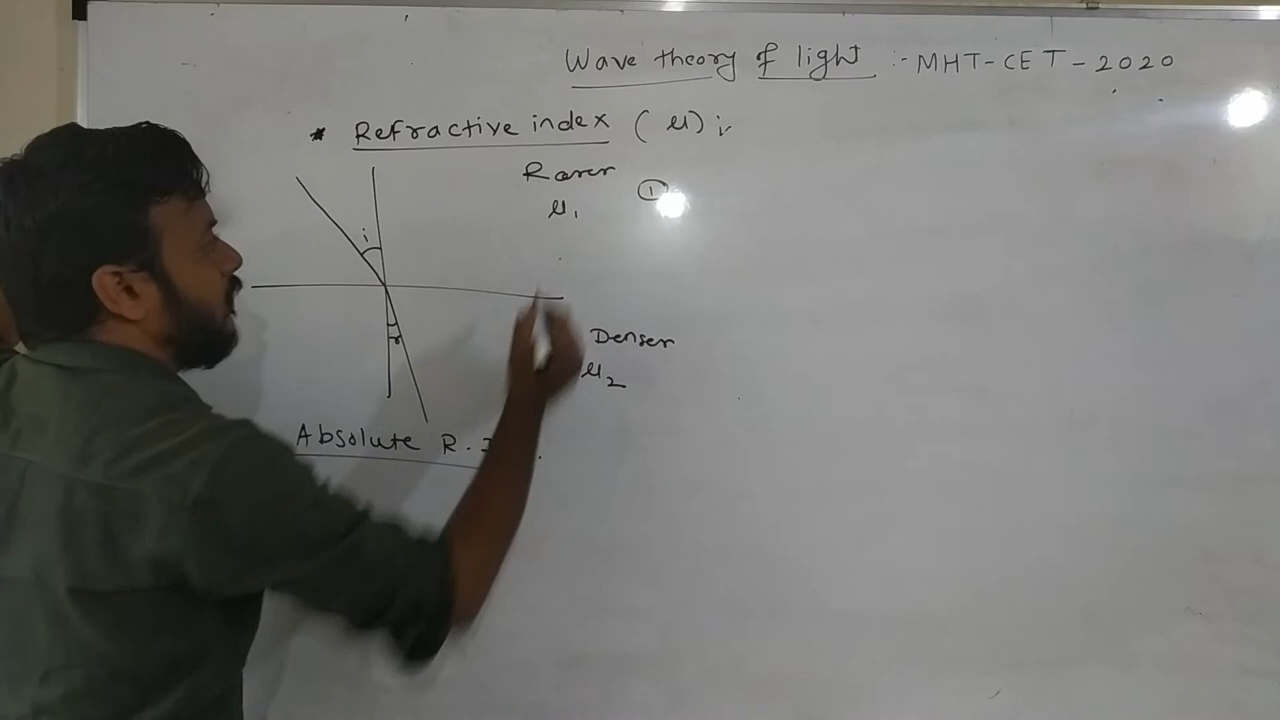 Wave theory of light :- MHT-CET-2020
* Refractive index (μ) :-
Rarer ①
μ₁
i
Denser
r
μ₂
Absolute R.I